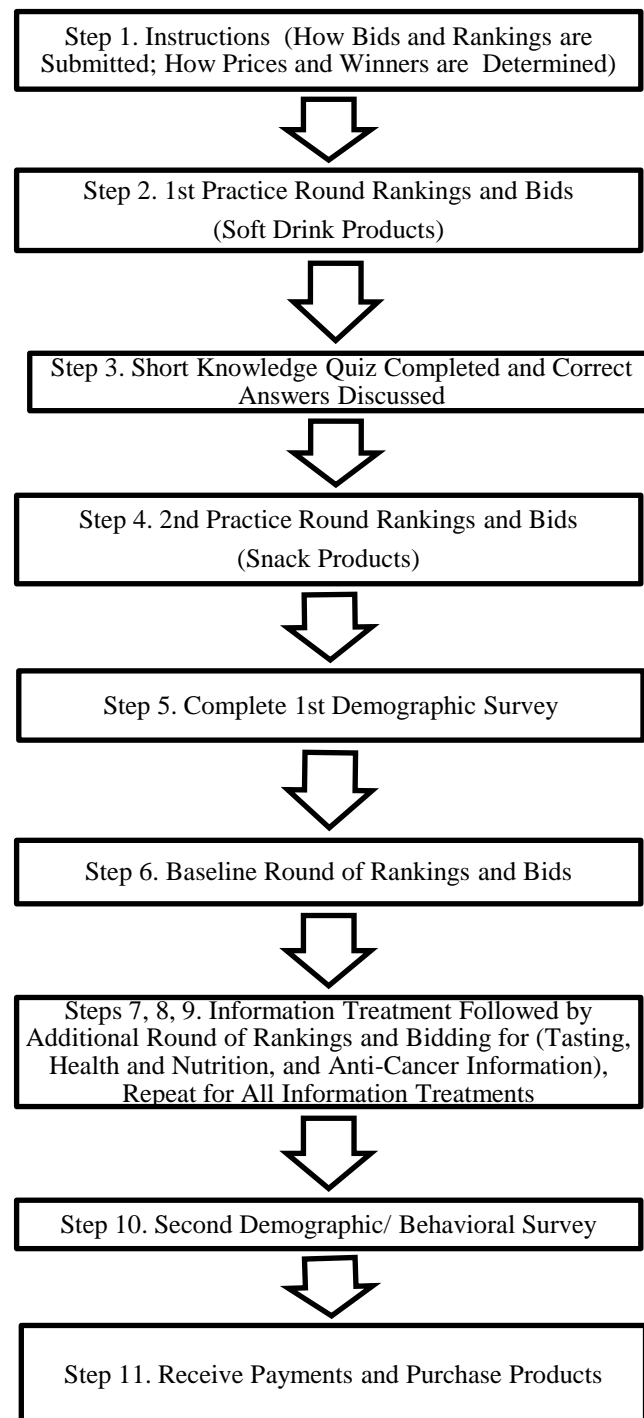 Step 1. Instructions  (How Bids and Rankings are
Submitted; How Prices and Winners are  Determined)
Step 2. 1st Practice Round Rankings and Bids
(Soft Drink Products)
Step 3. Short Knowledge Quiz Completed and Correct
Answers Discussed
Step 4. 2nd Practice Round Rankings and Bids
(Snack Products)
Step 5. Complete 1st Demographic Survey
Step 6. Baseline Round of Rankings and Bids
Steps 7, 8, 9. Information Treatment Followed by
Additional Round of Rankings and Bidding for (Tasting,
Health and Nutrition, and Anti-Cancer Information),
Repeat for All Information Treatments
Step 10. Second Demographic/ Behavioral Survey
Step 11. Receive Payments and Purchase Products